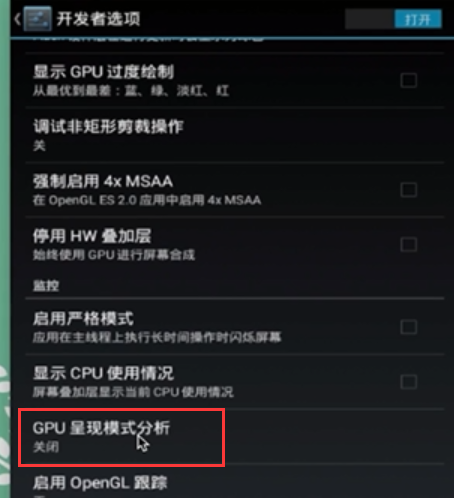 开发者选项
打开
显示 GPU 过度绘制
从最优到最差：蓝、绿、淡红、红
调试非矩形剪裁操作
关
强制启用 4x MSAA
在 OpenGL ES 2.0 应用中启用 4x MSAA
停用 HW 叠加层
始终使用 GPU 进行屏幕合成
监控
启用严格模式
应用在主线程上执行长时间操作时闪烁屏幕
显示 CPU 使用情况
屏幕叠加层显示当前 CPU 使用情况
GPU 呈现模式分析
关闭
启用 OpenGL 跟踪